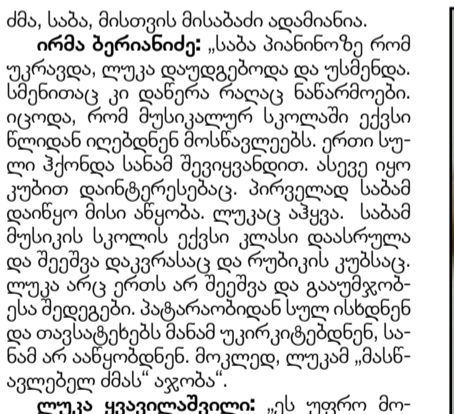 ძმა, საბა, მისთვის მისაბაძი ადამიანია.
ირმა ბერიანიძე: „საბა პიანინოზე რომ
უკრავდა, ლუკა დაუდგებოდა და უსმენდა.
სმენითაც კი დაწერა რაღაც ნაწარმოები.
იცოდა, რომ მუსიკალურ სკოლაში ექვსი
წლიდან იღებდნენ მოსწავლეებს. ერთი სუ-
ლი ჰქონდა სანამ შევიყვანდით. ასევე იყო
კუბით დაინტერესებაც. პირველად საბამ
დაიწყო მისი აწყობა. ლუკაც აჰყვა. საბამ
მუსიკის სკოლის ექვსი კლასი დაასრულა
და შეეშვა დაკვრასაც და რუბიკის კუბსაც.
ლუკა არც ერთს არ შეეშვა და გააუმჯობ-
ესა შედეგები. პატარაობიდან სულ ისხდნენ
და თავსატეხებს მანამ უკირკიტებდნენ, სა-
ნამ არ ააწყობდნენ. მოკლედ, ლუკამ „მასწ-
ავლებელ ძმას“ აჯობა“.
ლუკა ყვავილაშვილი: „ეს უფრო მო-